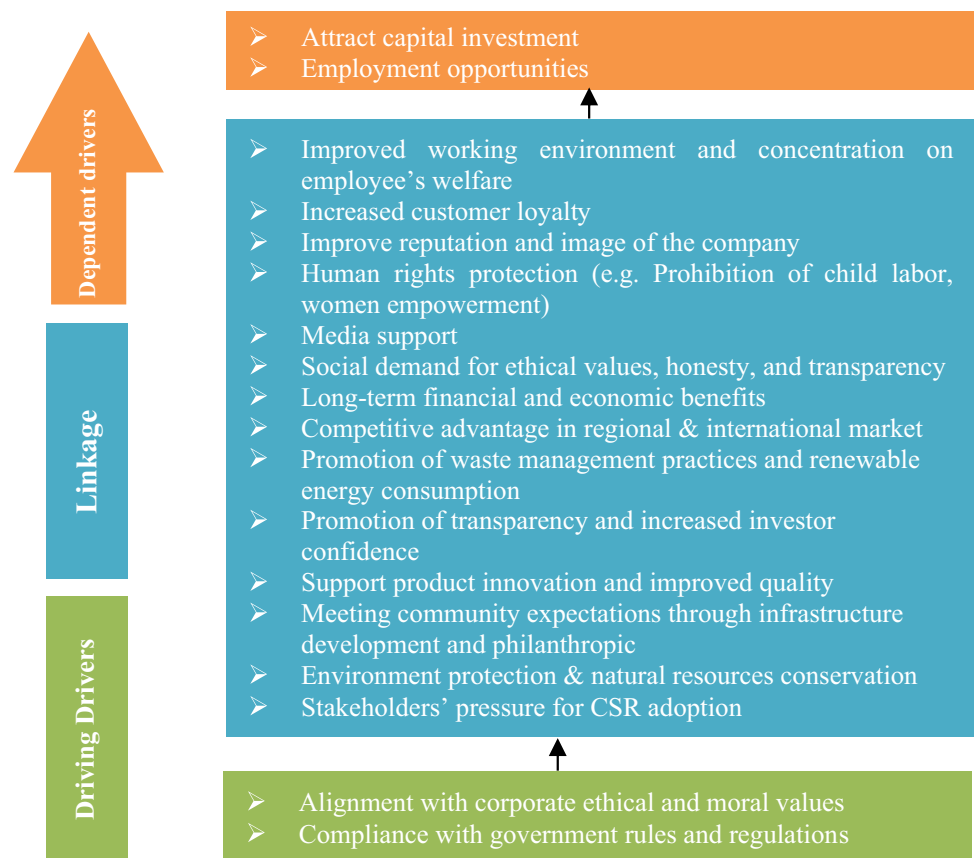 Dependent drivers
Linkage
Driving Drivers
➢ Attract capital investment
➢ Employment opportunities
➢ Improved working environment and concentration on
employee’s welfare
➢ Increased customer loyalty
➢ Improve reputation and image of the company
➢ Human rights protection (e.g. Prohibition of child labor,
women empowerment)
➢ Media support
➢ Social demand for ethical values, honesty, and transparency
➢ Long-term financial and economic benefits
➢ Competitive advantage in regional & international market
➢ Promotion of waste management practices and renewable
energy consumption
➢ Promotion of transparency and increased investor
confidence
➢ Support product innovation and improved quality
➢ Meeting community expectations through infrastructure
development and philanthropic
➢ Environment protection & natural resources conservation
➢ Stakeholders’ pressure for CSR adoption
➢ Alignment with corporate ethical and moral values
➢ Compliance with government rules and regulations